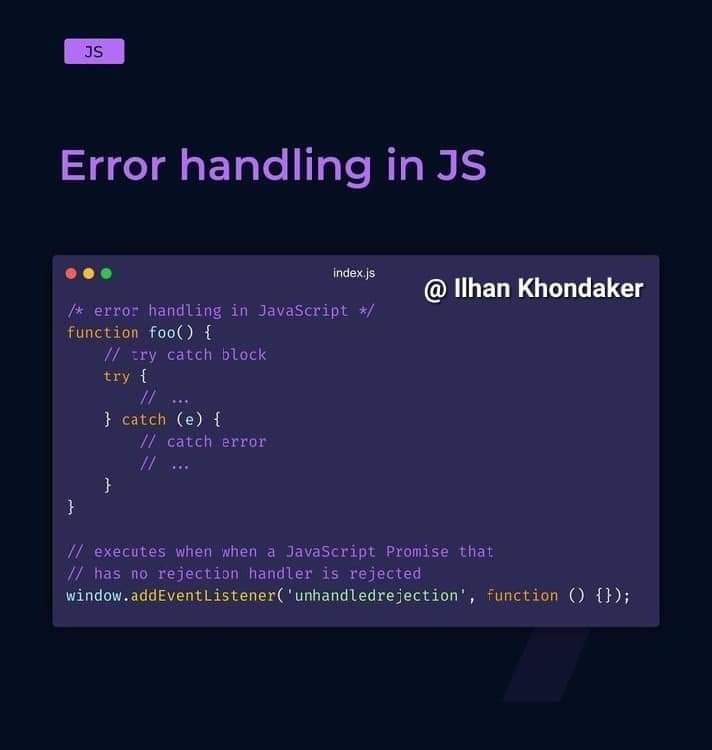 JS
Error handling in JS
index.js
@ Ilhan Khondaker
/* error handling in JavaScript */
function foo() {
    // try catch block
    try {
        // ...
    } catch (e) {
        // catch error
        // ...
    }
}
// executes when when a JavaScript Promise that
// has no rejection handler is rejected
window.addEventListener('unhandledrejection', function () {});